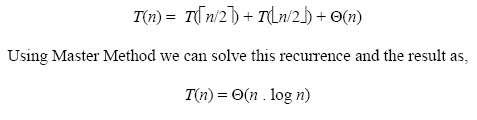 T(n) = T(⌈n/2⌉) + T(⌊n/2⌋) + Θ(n)
Using Master Method we can solve this recurrence and the result as,
T(n) = Θ(n . log n)